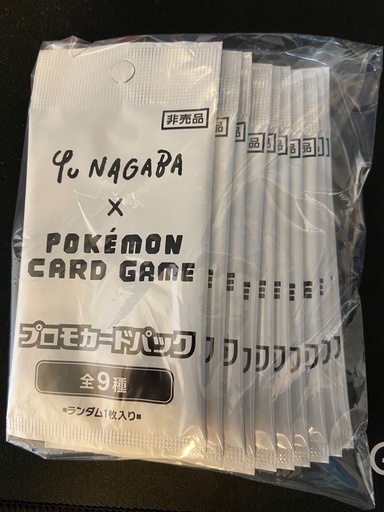 非売品
Yu NAGABA
×
POKÉMON
CARD GAME
プロモカードパック
全9種
■ランダム1枚入り■